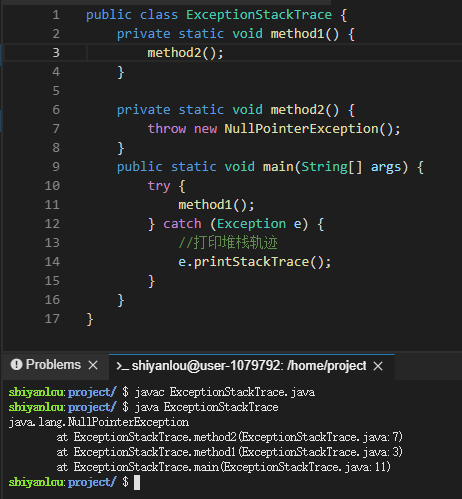 1 public class ExceptionStackTrace {
2     private static void method1() {
3         method2();
4     }
5
6     private static void method2() {
7         throw new NullPointerException();
8     }
9     public static void main(String[] args) {
10         try {
11             method1();
12         } catch (Exception e) {
13             //打印堆栈轨迹
14             e.printStackTrace();
15         }
16     }
17 }
Problems × >_ shiyanlou@user-1079792: /home/project ×
shiyanlou:project/ $ javac ExceptionStackTrace.java
shiyanlou:project/ $ java ExceptionStackTrace
java.lang.NullPointerException
        at ExceptionStackTrace.method2(ExceptionStackTrace.java:7)
        at ExceptionStackTrace.method1(ExceptionStackTrace.java:3)
        at ExceptionStackTrace.main(ExceptionStackTrace.java:11)
shiyanlou:project/ $